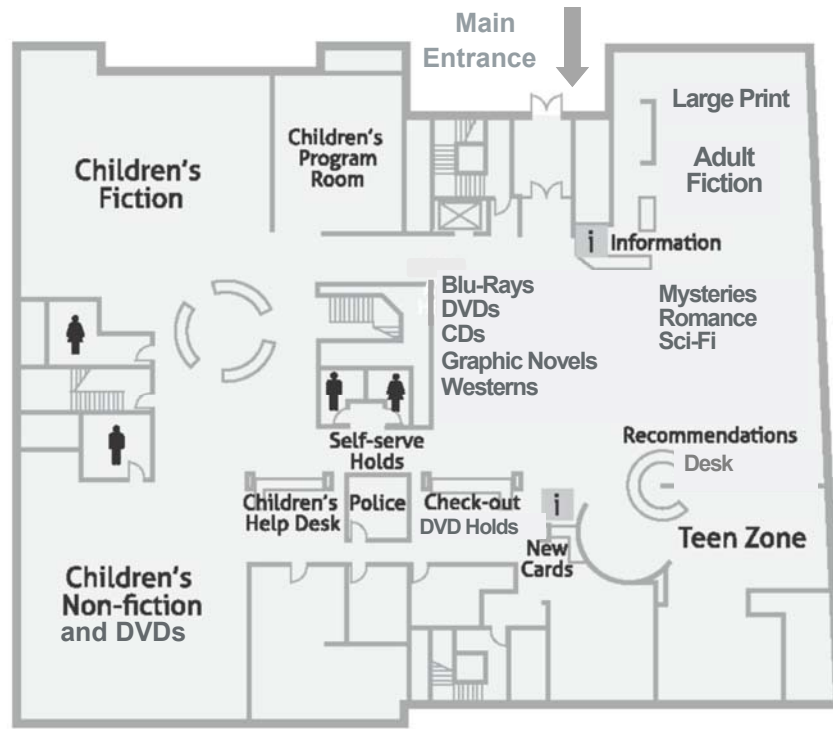 Main
Entrance
Large Print
Children's
Program
Room
Adult
Fiction
Children's
Fiction
i Information
Blu-Rays
DVDs
CDs
Graphic Novels
Westerns
Mysteries
Romance
Sci-Fi
Self-serve
Holds
Recommendations
Desk
Children's
Help Desk
Police
Check-out
DVD Holds
i
New
Cards
Teen Zone
Children's
Non-fiction
and DVDs